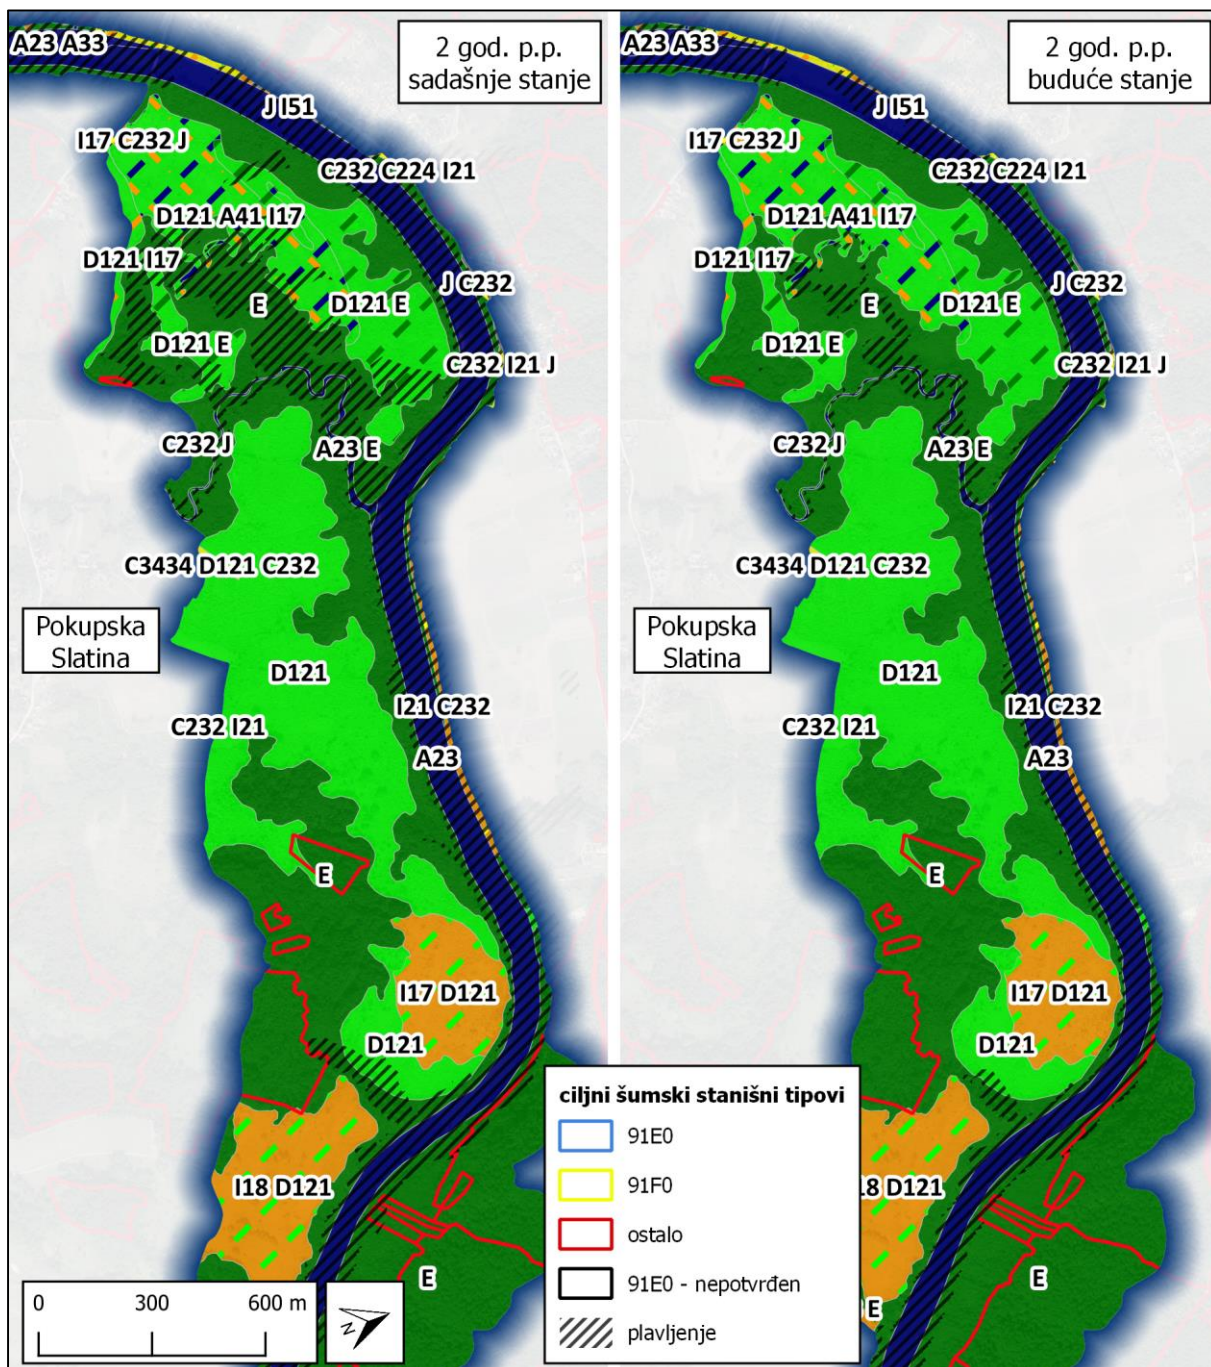 2 god. p.p.
sadašnje stanje
A23 A33
J I51
I17 C232 J
C232 C224 I21
D121 A41 I17
D121 I17
J C232
E
D121 E
D121 E
C232 I21 J
C232 J
A23 E
C3434 D121 C232
Pokupska
Slatina
D121
I21 C232
C232 I21
A23
E
I17 D121
D121
I18 D121
E
0 300 600 m
N
2 god. p.p.
buduće stanje
A23 A33
J I51
I17 C232 J
C232 C224 I21
D121 A41 I17
D121 I17
J C232
E
D121 E
D121 E
C232 I21 J
C232 J
A23 E
C3434 D121 C232
Pokupska
Slatina
D121
I21 C232
C232 I21
A23
E
I17 D121
D121
18 D121
E
E
ciljni šumski stanišni tipovi
91E0
91F0
ostalo
91E0 - nepotvrđen
plavljenje